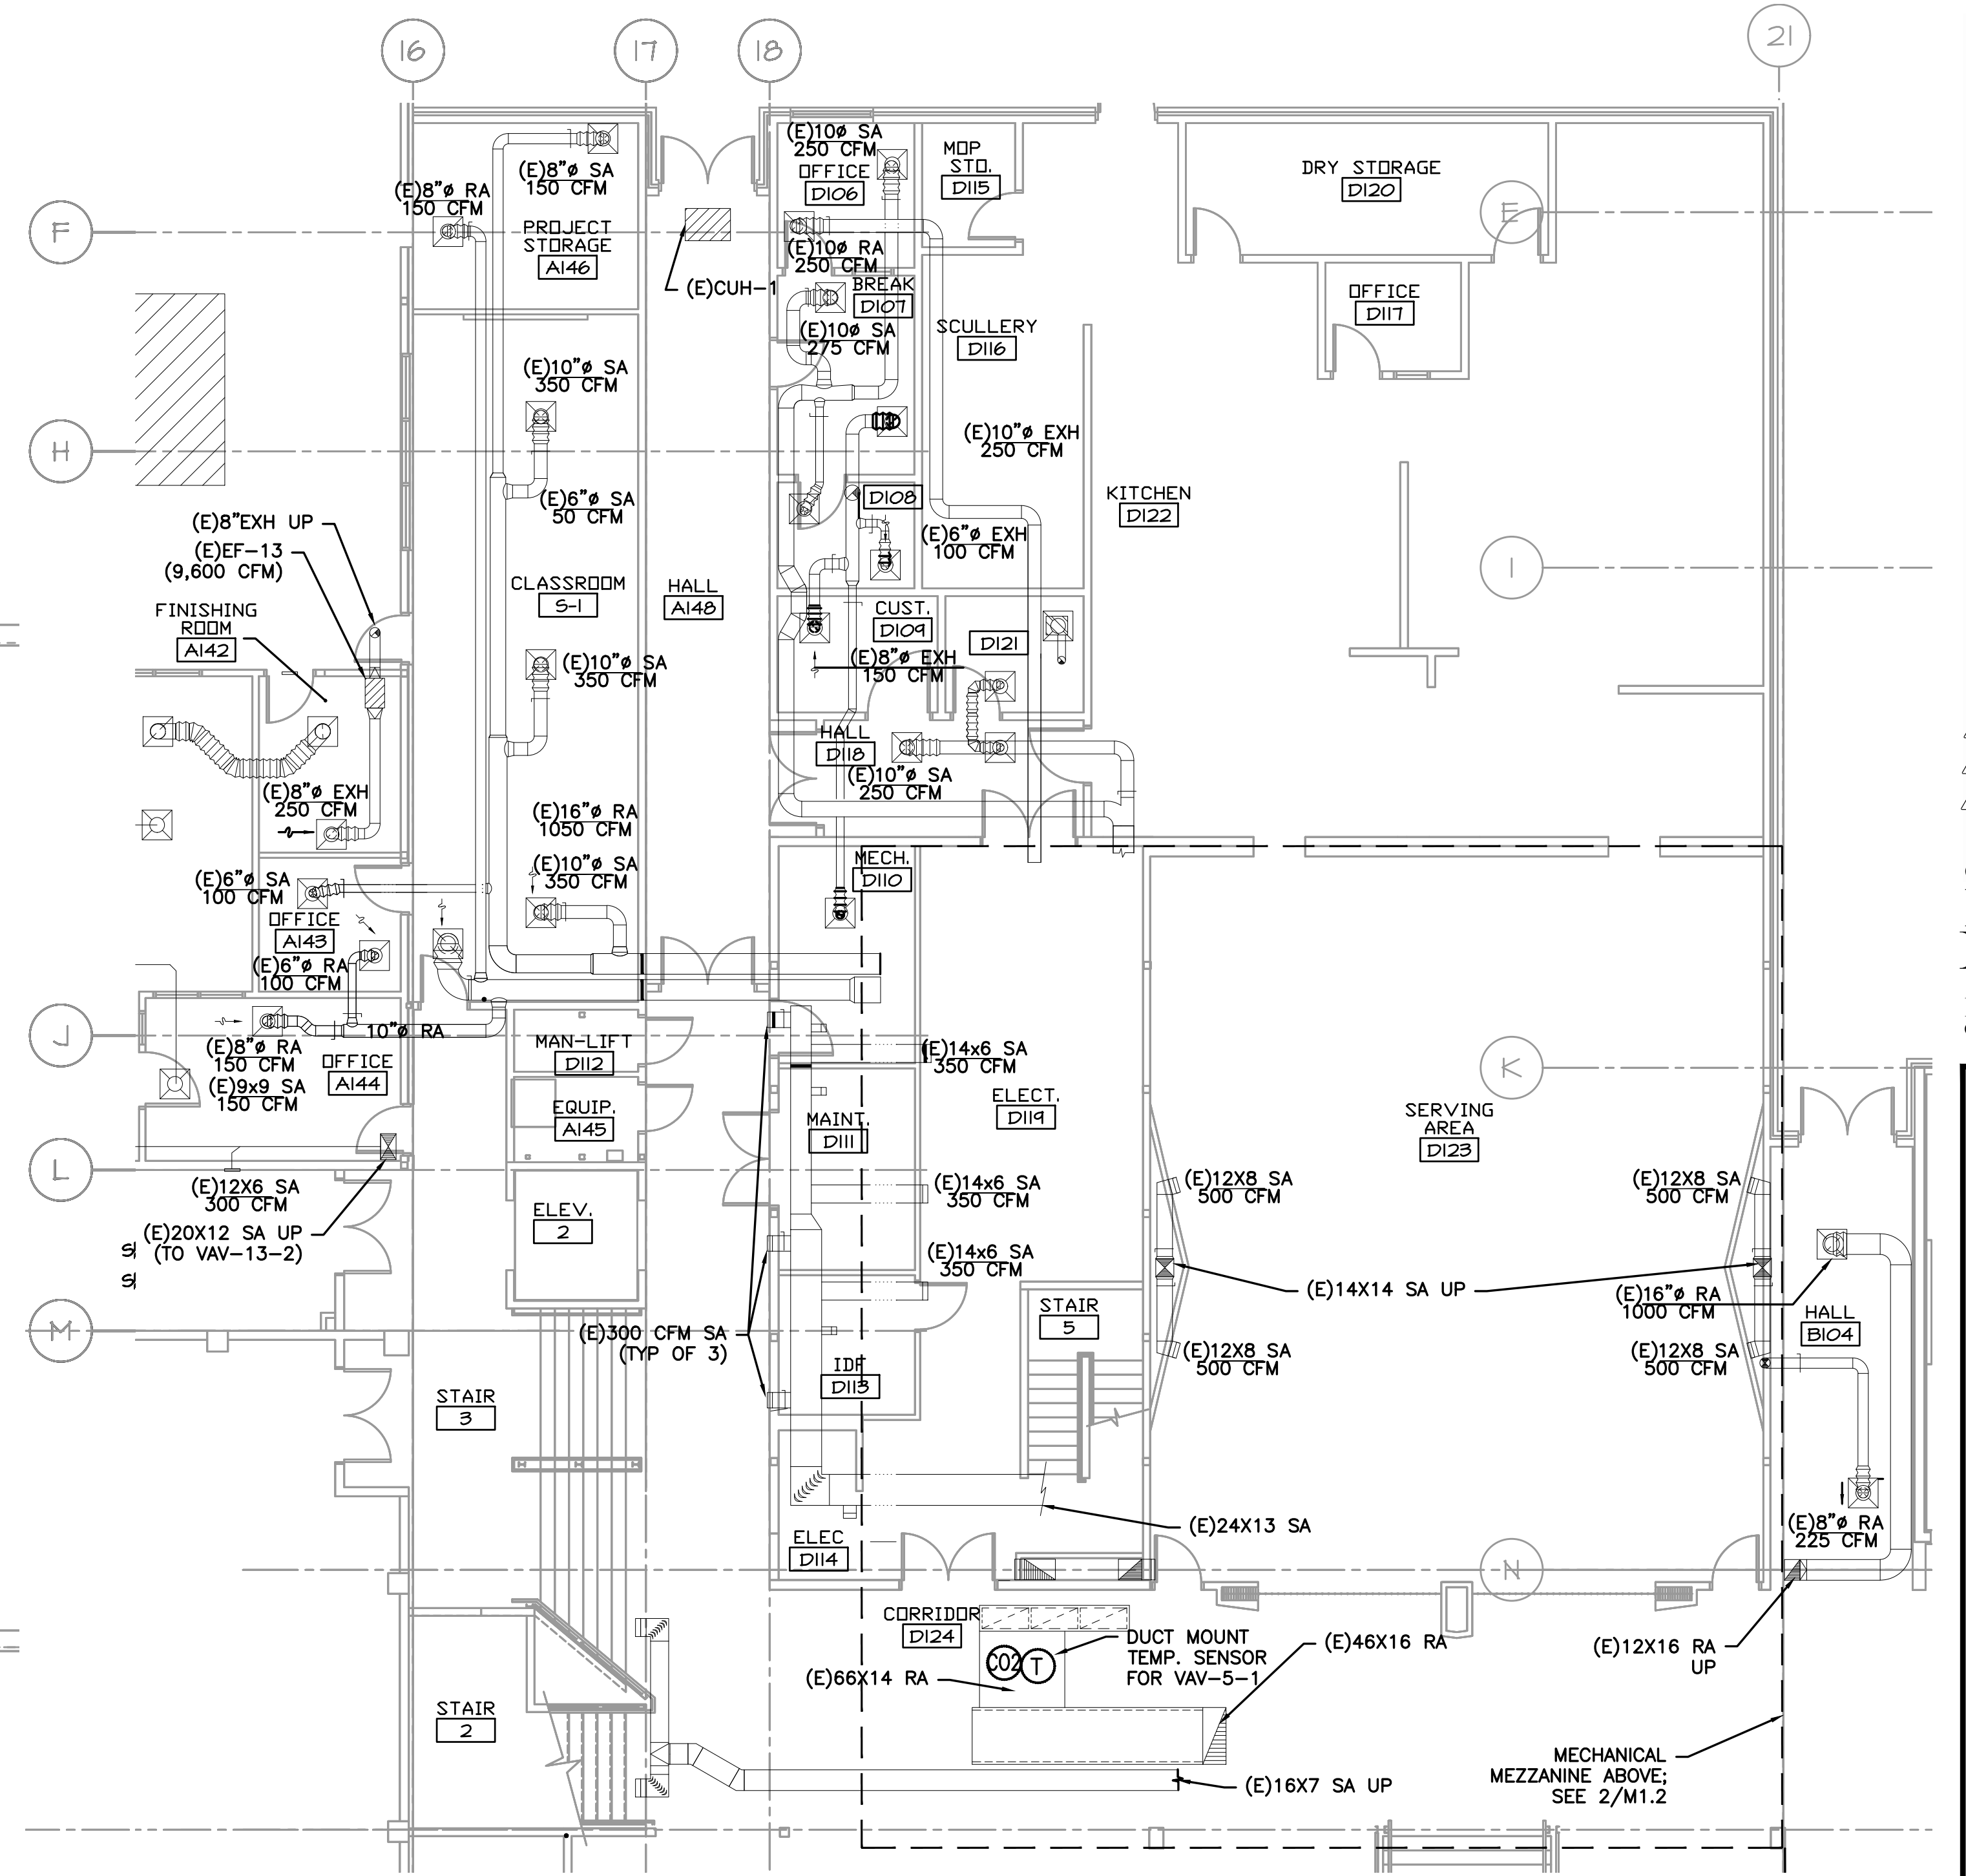 16
17
18
21
F
H
J
L
M
E
I
K
N
(E)8"ø RA
150 CFM
(E)8"ø SA
150 CFM
PROJECT
STORAGE
A146
(E)CUH-1
(E)10ø SA
250 CFM
OFFICE
D106
MOP
STO.
D115
(E)10ø RA
250 CFM
BREAK
D107
(E)10ø SA
275 CFM
SCULLERY
D116
DRY STORAGE
D120
OFFICE
D117
(E)10"ø SA
350 CFM
(E)10"ø EXH
250 CFM
(E)6"ø SA
50 CFM
D108
(E)6"ø EXH
100 CFM
KITCHEN
D122
(E)8"EXH UP
(E)EF-13
(9,600 CFM)
FINISHING
ROOM
A142
CLASSROOM
S-1
HALL
A148
CUST.
D109
D121
(E)10"ø SA
350 CFM
(E)8"ø EXH
150 CFM
HALL
D118
(E)10"ø SA
250 CFM
(E)8"ø EXH
250 CFM
(E)16"ø RA
1050 CFM
(E)10"ø SA
350 CFM
MECH.
D110
(E)6"ø SA
100 CFM
OFFICE
A143
(E)6"ø RA
100 CFM
10"ø RA
(E)8"ø RA
150 CFM
(E)9x9 SA
150 CFM
OFFICE
A144
MAN-LIFT
D112
EQUIP.
A145
(E)14x6 SA
350 CFM
MAINT.
D111
ELECT.
D119
SERVING
AREA
D123
(E)12X6 SA
300 CFM
(E)20X12 SA UP
(TO VAV-13-2)
ELEV.
2
(E)14x6 SA
350 CFM
(E)14x6 SA
350 CFM
(E)12X8 SA
500 CFM
(E)12X8 SA
500 CFM
(E)14X14 SA UP
(E)16"ø RA
1000 CFM
HALL
B104
STAIR
5
(E)300 CFM SA
(TYP OF 3)
(E)12X8 SA
500 CFM
(E)12X8 SA
500 CFM
IDF
D113
STAIR
3
(E)24X13 SA
(E)8"ø RA
225 CFM
ELEC
D114
CORRIDOR
D124
CO2
T
DUCT MOUNT
TEMP. SENSOR
FOR VAV-5-1
(E)46X16 RA
(E)66X14 RA
(E)12X16 RA
UP
STAIR
2
(E)16X7 SA UP
MECHANICAL
MEZZANINE ABOVE;
SEE 2/M1.2